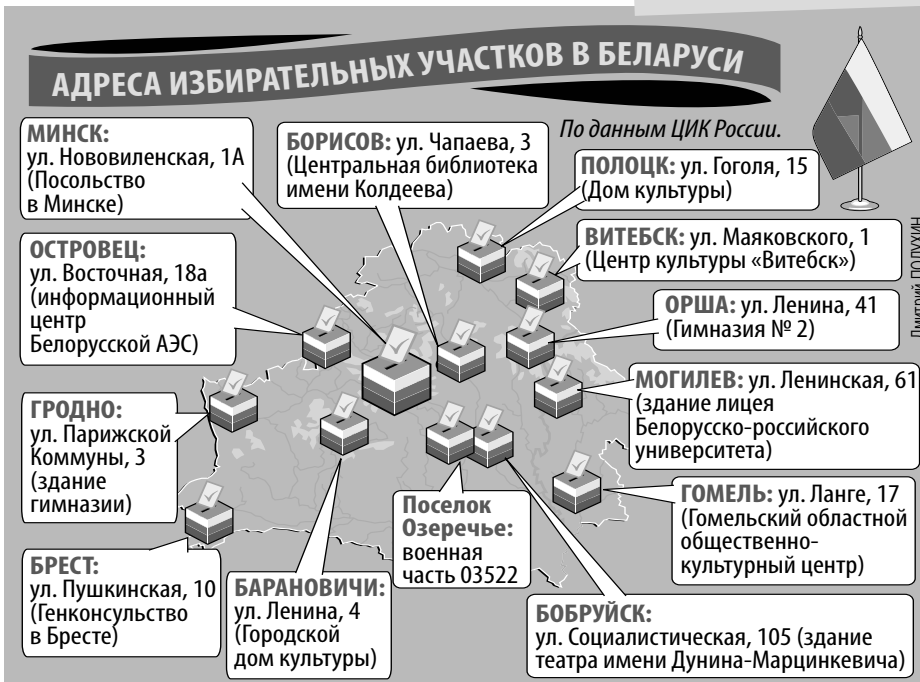 АДРЕСА ИЗБИРАТЕЛЬНЫХ УЧАСТКОВ В БЕЛАРУСИ
По данным ЦИК России.
МИНСК:
ул. Нововиленская, 1А
(Посольство
в Минске)
БОРИСОВ: ул. Чапаева, 3
(Центральная библиотека
имени Колдеева)
ПОЛОЦК: ул. Гоголя, 15
(Дом культуры)
ОСТРОВЕЦ:
ул. Восточная, 18а
(информационный
центр
Белорусской АЭС)
ВИТЕБСК: ул. Маяковского, 1
(Центр культуры «Витебск»)
ОРША: ул. Ленина, 41
(Гимназия № 2)
МОГИЛЕВ: ул. Ленинская, 61
(здание лицея
Белорусско-российского
университета)
ГРОДНО:
ул. Парижской
Коммуны, 3
(здание
гимназии)
Поселок
Озеречье:
военная
часть 03522
ГОМЕЛЬ: ул. Ланге, 17
(Гомельский областной
общественно-
культурный центр)
БРЕСТ:
ул. Пушкинская, 10
(Генконсульство
в Бресте)
БАРАНОВИЧИ:
ул. Ленина, 4
(Городской
дом культуры)
БОБРУЙСК:
ул. Социалистическая, 105 (здание
театра имени Дунина-Марцинкевича)
Дмитрий ПОЛУХИН